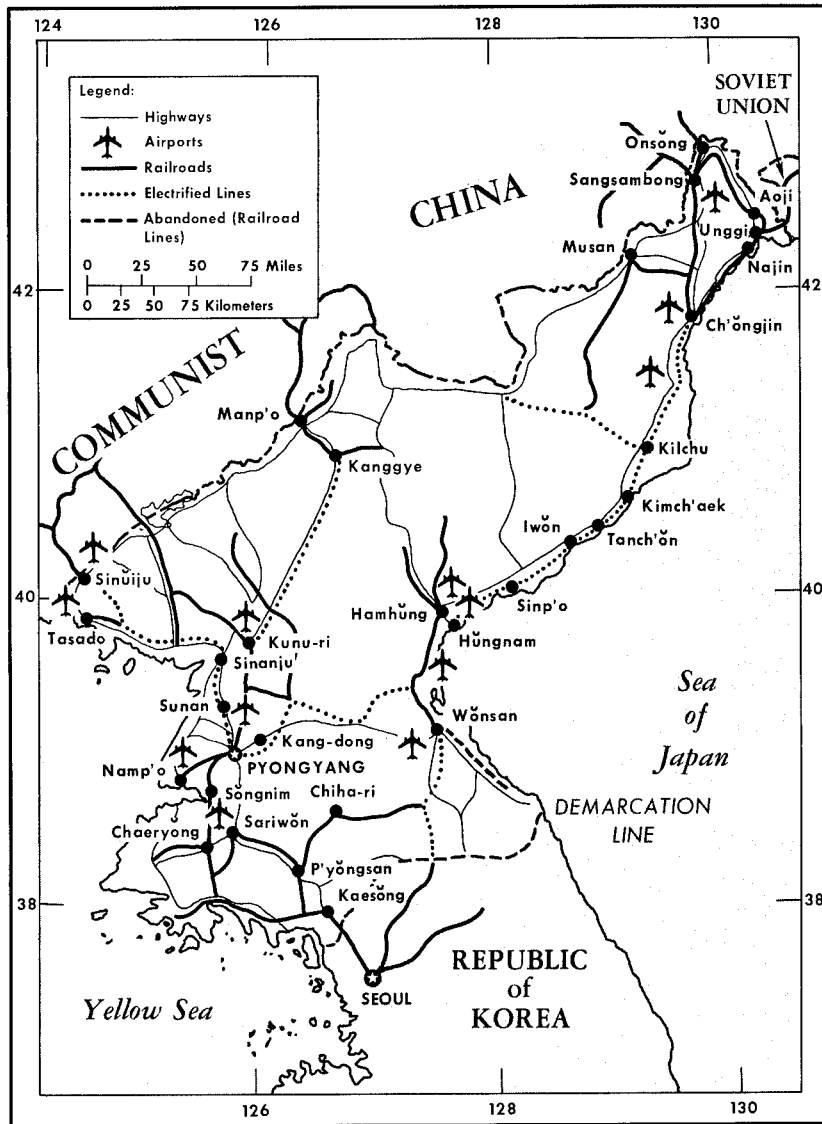 124
126
128
130
Legend:
Highways
Airports
Railroads
Electrified Lines
Abandoned (Railroad
Lines)
0 25 50 75 Miles
0 25 50 75 Kilometers
SOVIET
UNION
CHINA
COMMUNIST
Onsŏng
Sangsambong
Aoji
Unggi
Musan
Najin
42
42
Ch'ŏngjin
Manp'o
Kanggye
Kilchu
Kimch'aek
Iwŏn
Tanch'ŏn
Sinuiju
40
40
Sinp'o
Hamhŭng
Tasado
Hŭngnam
Kunu-ri
Sinanju
Sunan
Wŏnsan
Sea
of
Japan
Kang-dong
PYONGYANG
Namp'o
Sŏngnim
Chiha-ri
DEMARCATION
LINE
Chaeryong
Sariwŏn
P'yŏngsan
Kaesŏng
38
38
REPUBLIC
of
KOREA
SEOUL
Yellow Sea
126
128
130